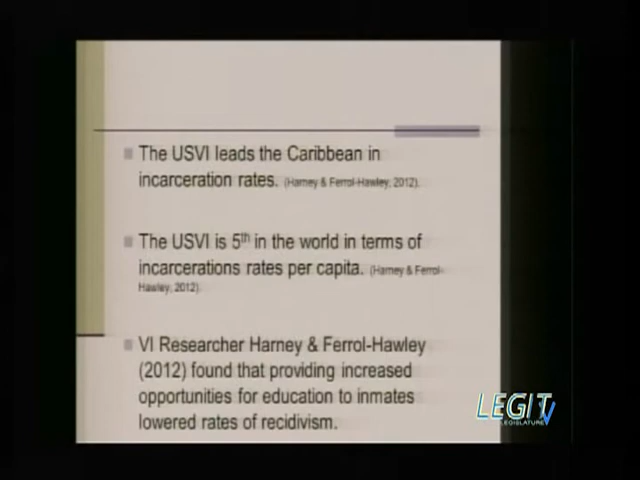 The USVI leads the Caribbean in
incarceration rates. (Harney & Ferrol-Hawley, 2012).
The USVI is 5th in the world in terms of
incarcerations rates per capita. (Harney & Ferrol-
Hawley, 2012).
VI Researcher Harney & Ferrol-Hawley
(2012) found that providing increased
opportunities for education to inmates
lowered rates of recidivism.
LEGIT
LEGISLATURE TV